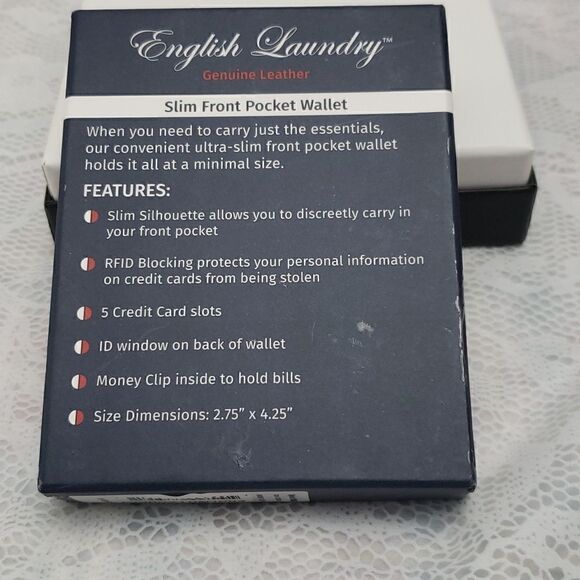 English Laundry™
Genuine Leather
Slim Front Pocket Wallet
When you need to carry just the essentials,
our convenient ultra-slim front pocket wallet
holds it all at a minimal size.
FEATURES:
Slim Silhouette allows you to discreetly carry in
your front pocket
RFID Blocking protects your personal information
on credit cards from being stolen
5 Credit Card slots
ID window on back of wallet
Money Clip inside to hold bills
Size Dimensions: 2.75” x 4.25”